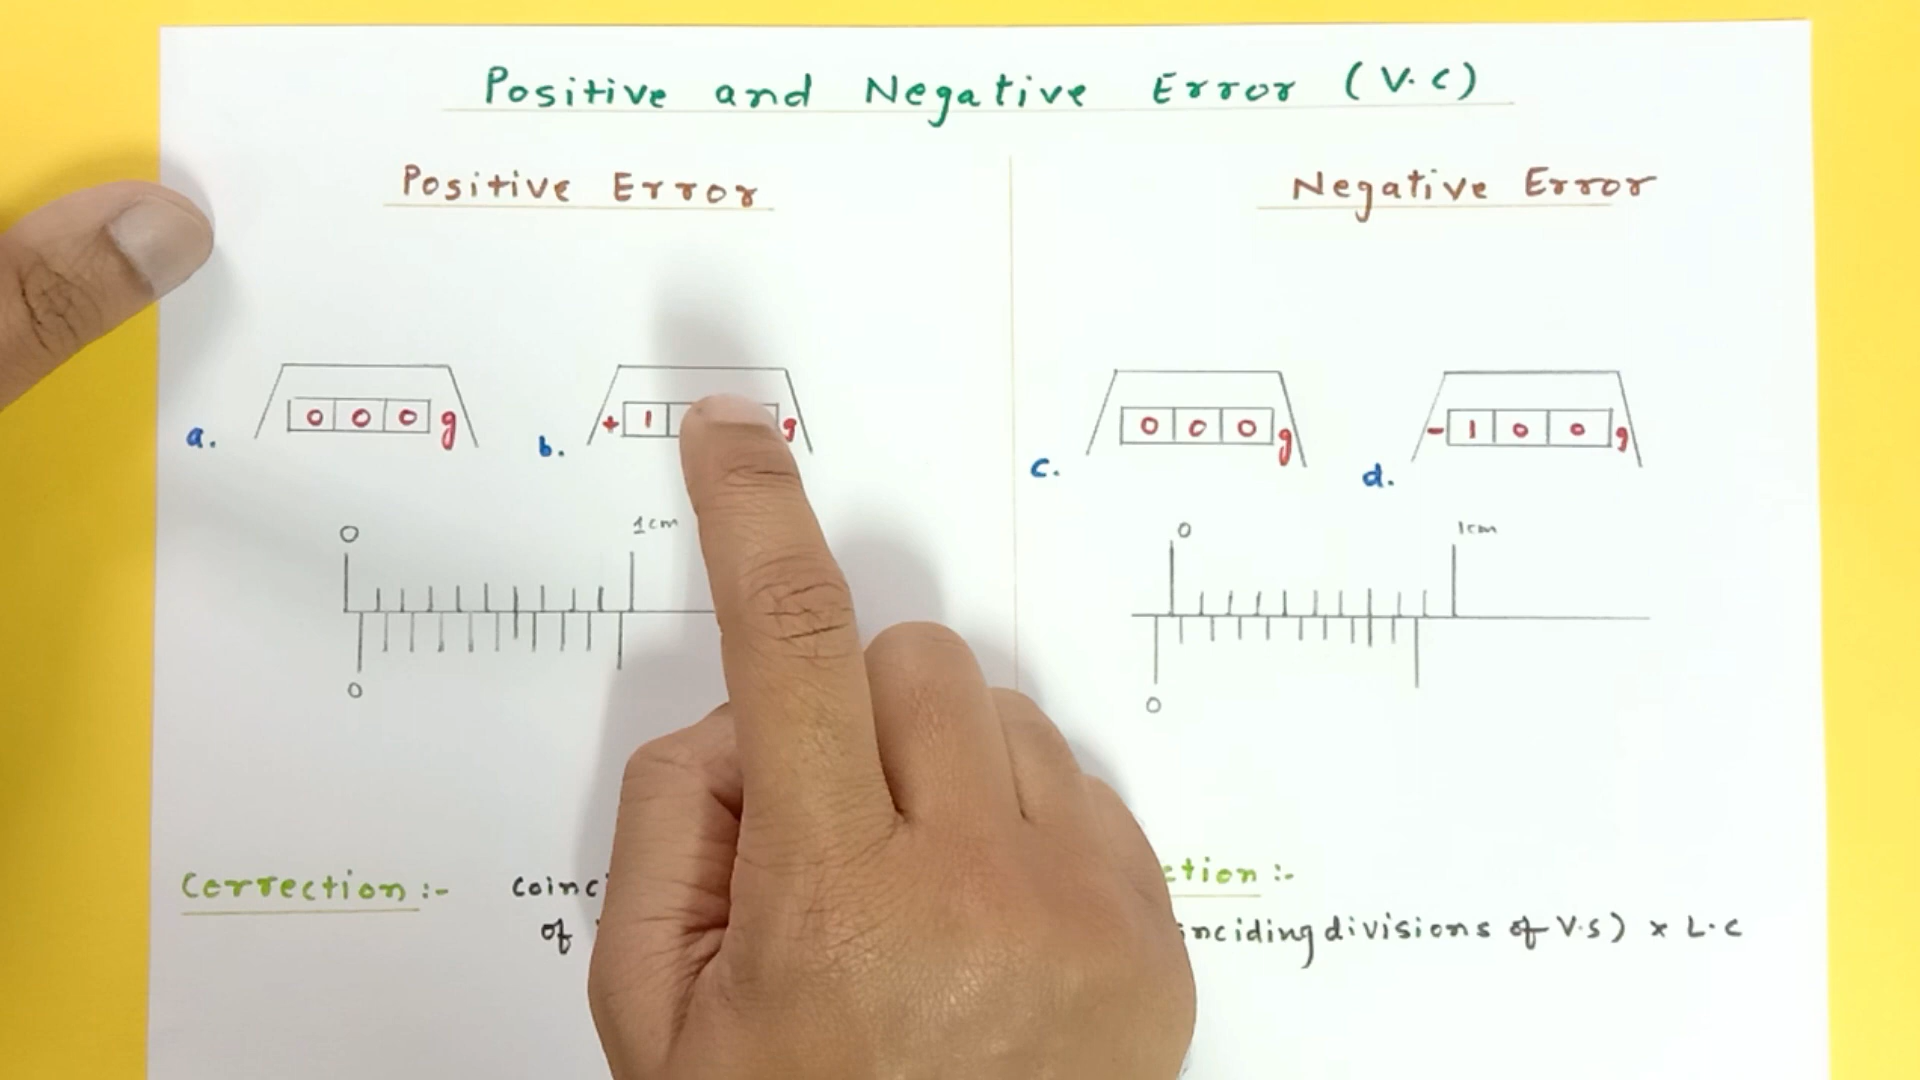 Positive and Negative Error (V.C)
Positive Error
a. 0 0 0 g
b. + 1 g
0 1cm
0
Correction :- coinc
of
Negative Error
c. 0 0 0 g
d. - 1 0 0 g
0 1cm
0
ction :-
inciding divisions of V.S) x L.C